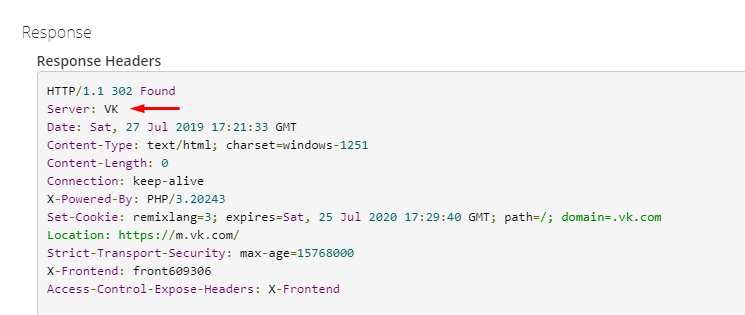 Response
Response Headers
HTTP/1.1 302 Found
Server: VK
Date: Sat, 27 Jul 2019 17:21:33 GMT
Content-Type: text/html; charset=windows-1251
Content-Length: 0
Connection: keep-alive
X-Powered-By: PHP/3.20243
Set-Cookie: remixlang=3; expires=Sat, 25 Jul 2020 17:29:40 GMT; path=/; domain=.vk.com
Location: https://m.vk.com/
Strict-Transport-Security: max-age=15768000
X-Frontend: front609306
Access-Control-Expose-Headers: X-Frontend